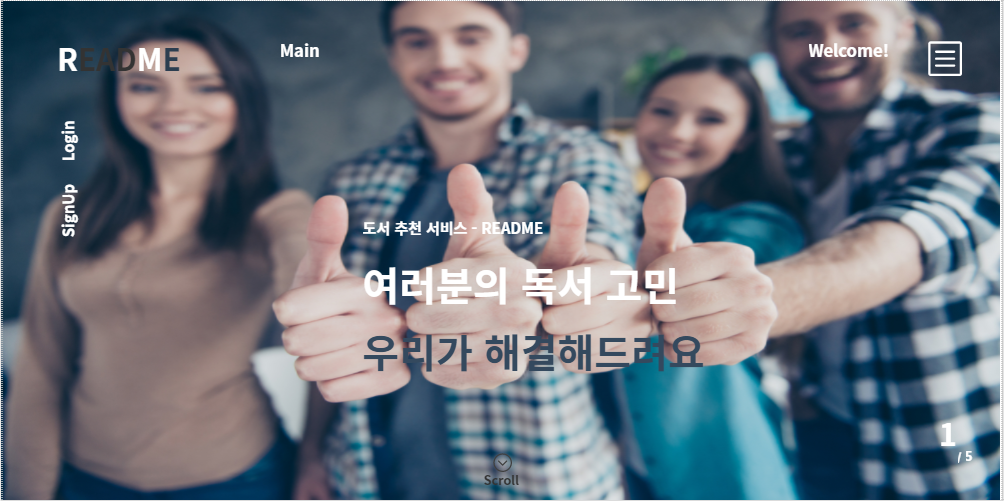 README
Main
Welcome!
Login
SignUp
도서 추천 서비스 - README
여러분의 독서 고민
우리가 해결해드려요
1
/ 5
Scroll